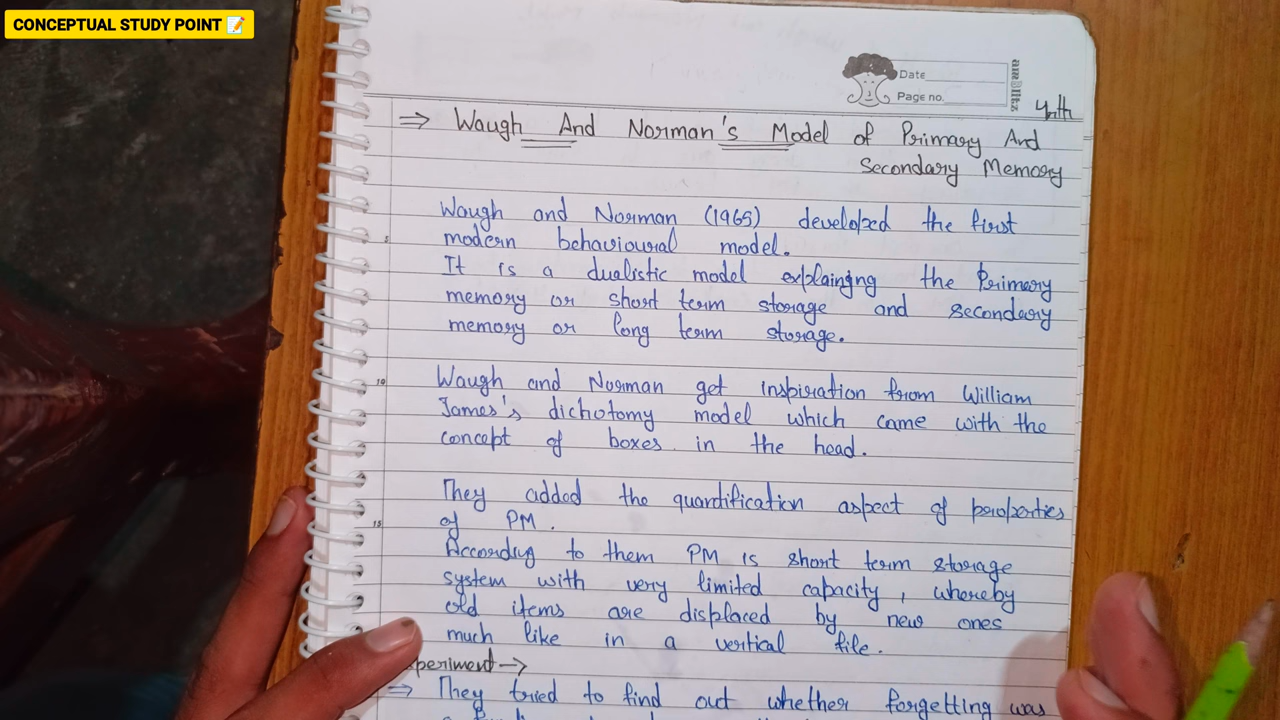 CONCEPTUAL STUDY POINT 📝
Date
Page no.
⇒ Waugh And Norman's Model of Primary And
Secondary Memory
Waugh and Norman (1965) developed the first
modern behavioural model.
It is a dualistic model explaining the Primary
memory or short term storage and secondary
memory or long term storage.
Waugh and Norman get inspiration from William
James's dichotomy model which came with the
concept of boxes in the head.
They added the quantification aspect of properties
of PM.
According to them PM is short term storage
system with very limited capacity, whereby
old items are displaced by new ones
much like in a vertical file.
periment →
⇒ They tried to find out whether forgetting was